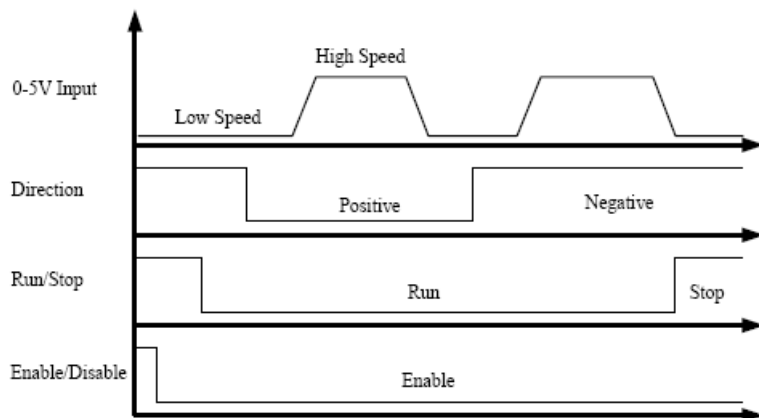 High Speed
0-5V Input
Low Speed
Direction
Positive
Negative
Run/Stop
Run
Stop
Enable/Disable
Enable